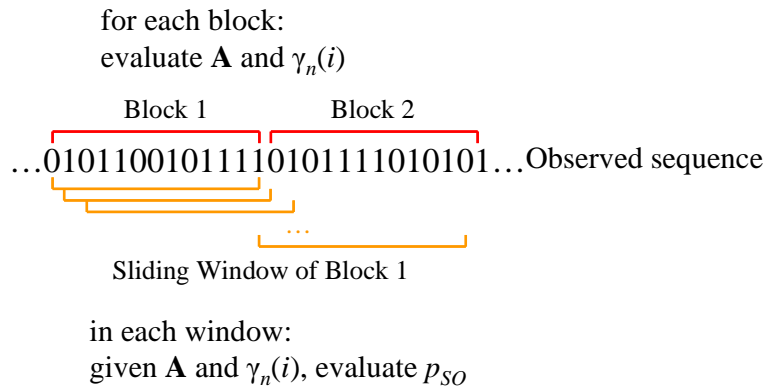 for each block:
evaluate A and γₙ(i)
Block 1 Block 2
…01011001011110101111010101…Observed sequence
…
Sliding Window of Block 1
in each window:
given A and γₙ(i), evaluate p_SO